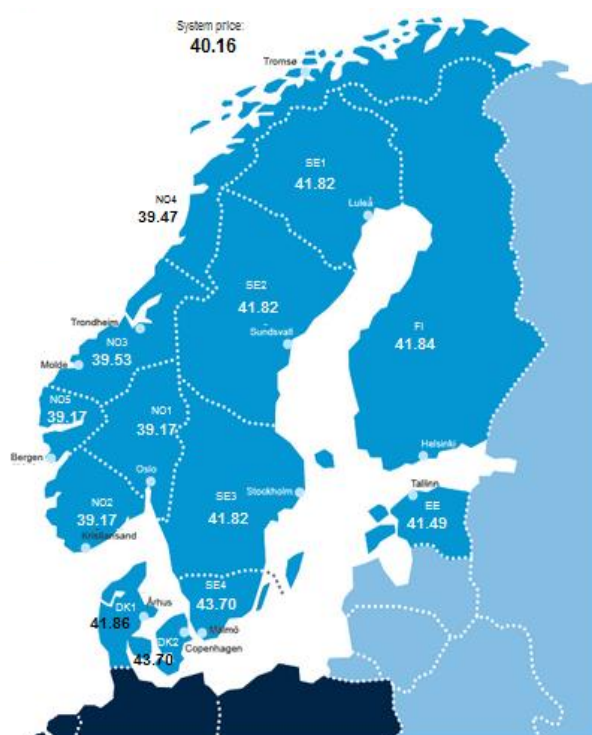 System price:
40.16
Tromsø
SE1
41.82
NO4
39.47
Luleå
SE2
41.82
Trondheim
Sundsvall
FI
41.84
NO3
39.53
Molde
NO5
39.17
NO1
39.17
Bergen
Helsinki
Oslo
Stockholm
Tallinn
SE3
41.82
EE
41.49
NO2
39.17
Kristiansand
SE4
43.70
DK1
Århus
41.86
DK2
Malmö
Copenhagen
43.70